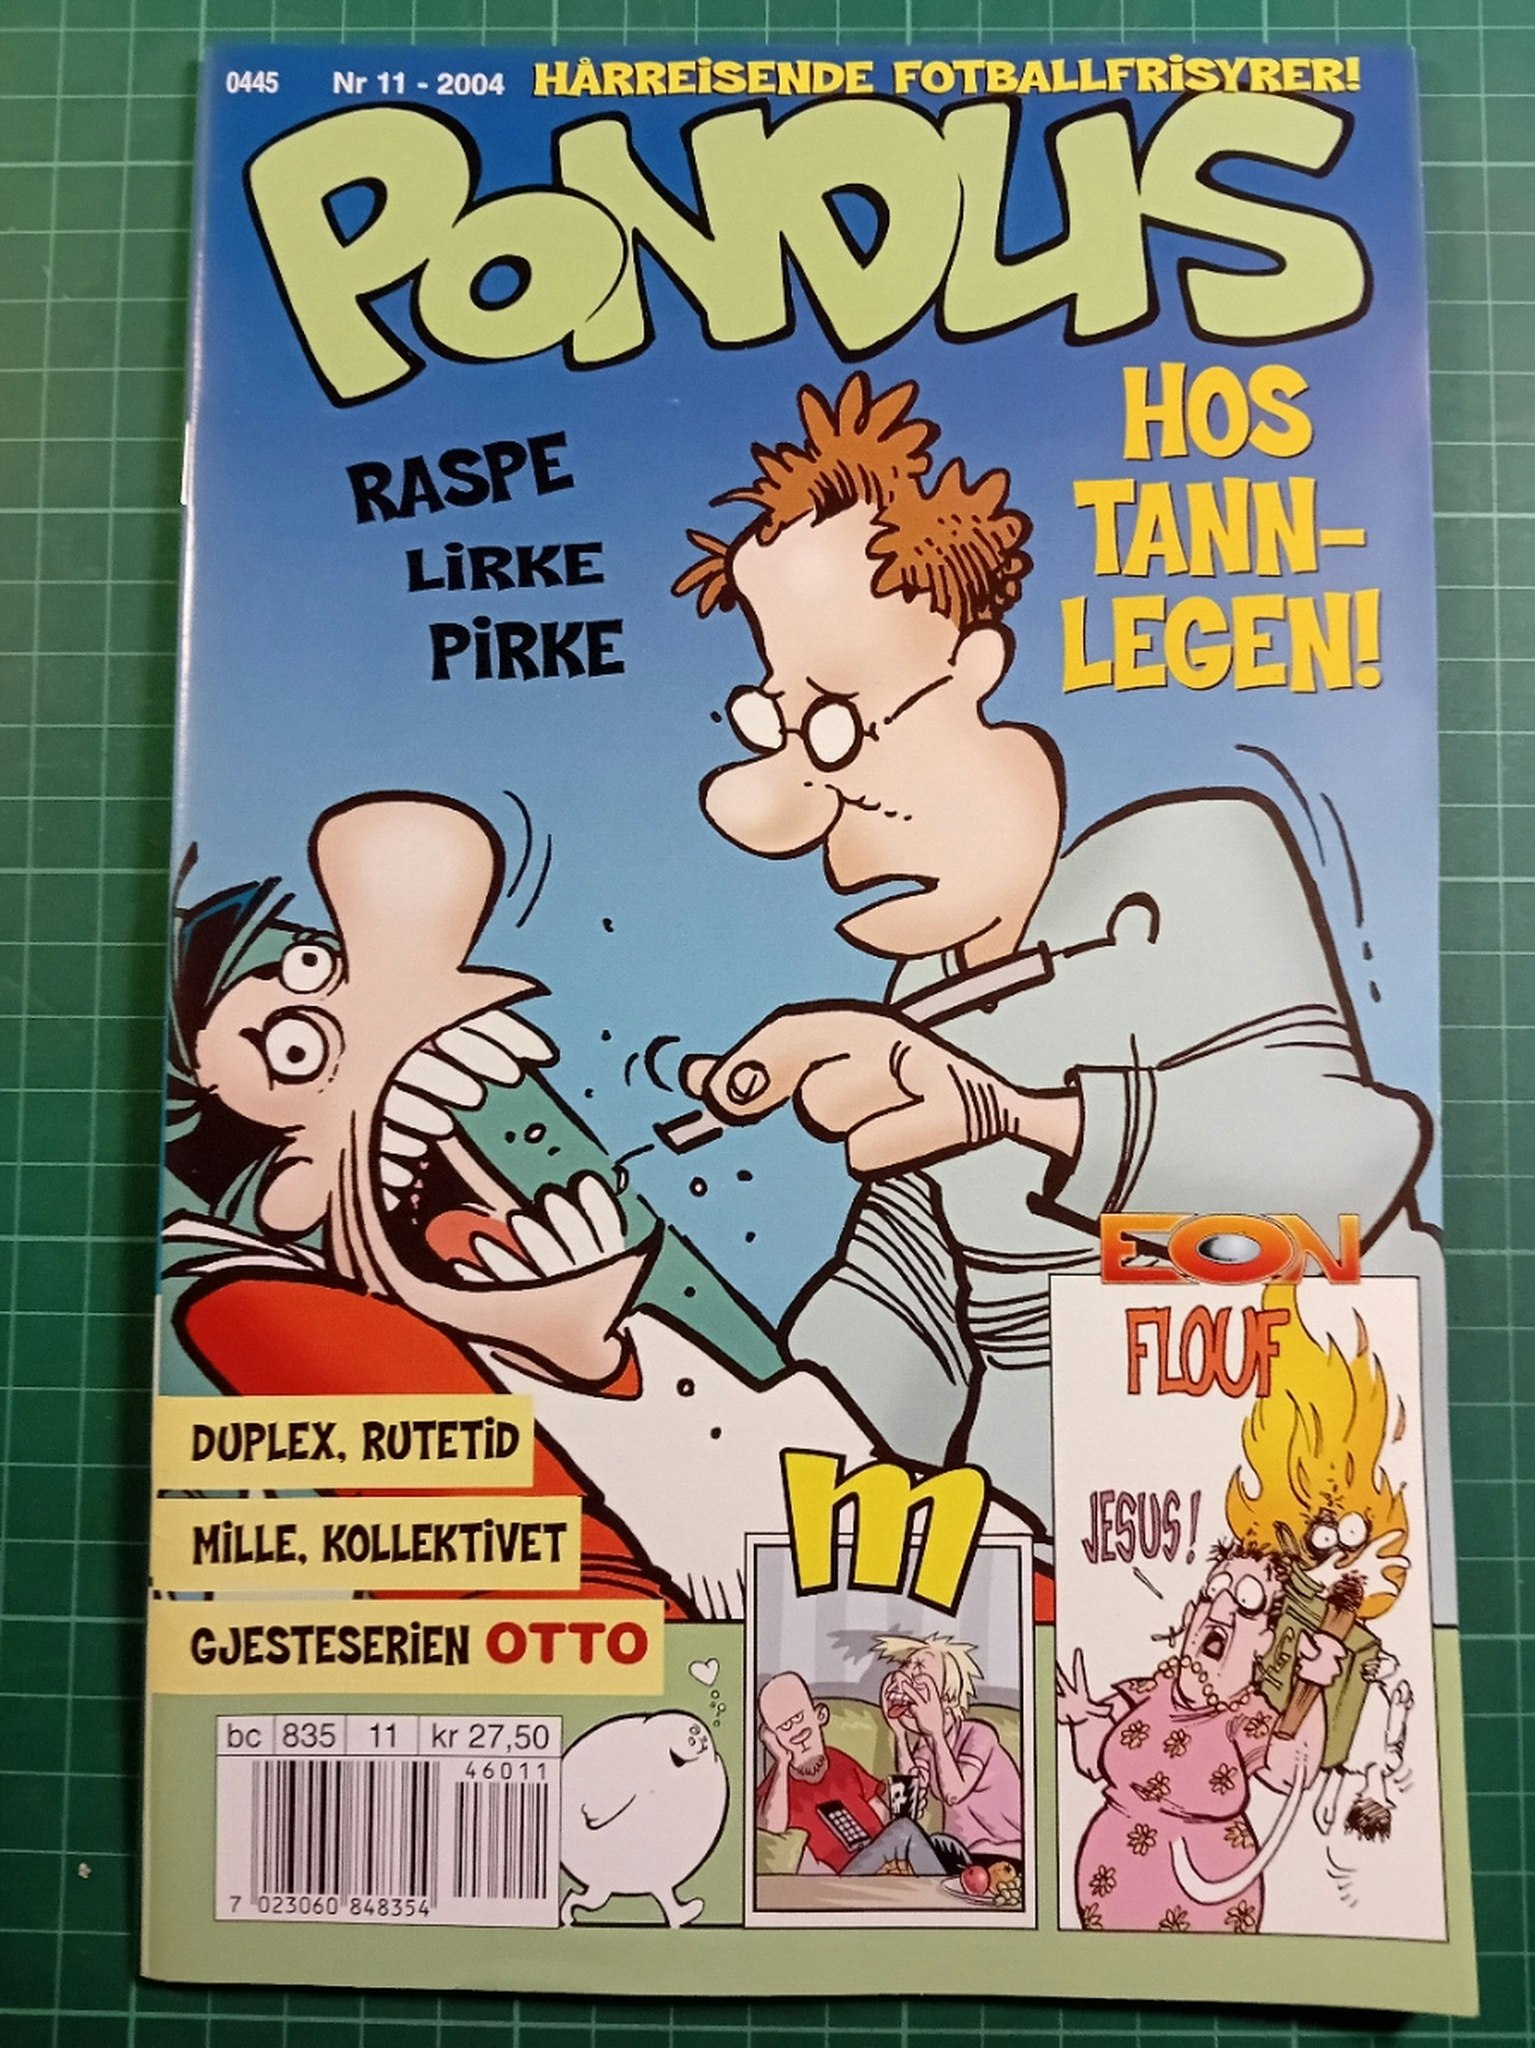 0445 Nr 11 - 2004 HÅRREiSENDE FOTBALLFRiSYRER!
PONDUS
HOS
TANN-
LEGEN!
RASPE
LiRKE
PiRKE
EON
FLOUF
JESUS!
DUPLEX, RUTETiD
MiLLE, KOLLEKTiVET
GJESTESERiEN OTTO
m
bc 835 11 kr 27,50
46011
7 023060 848354